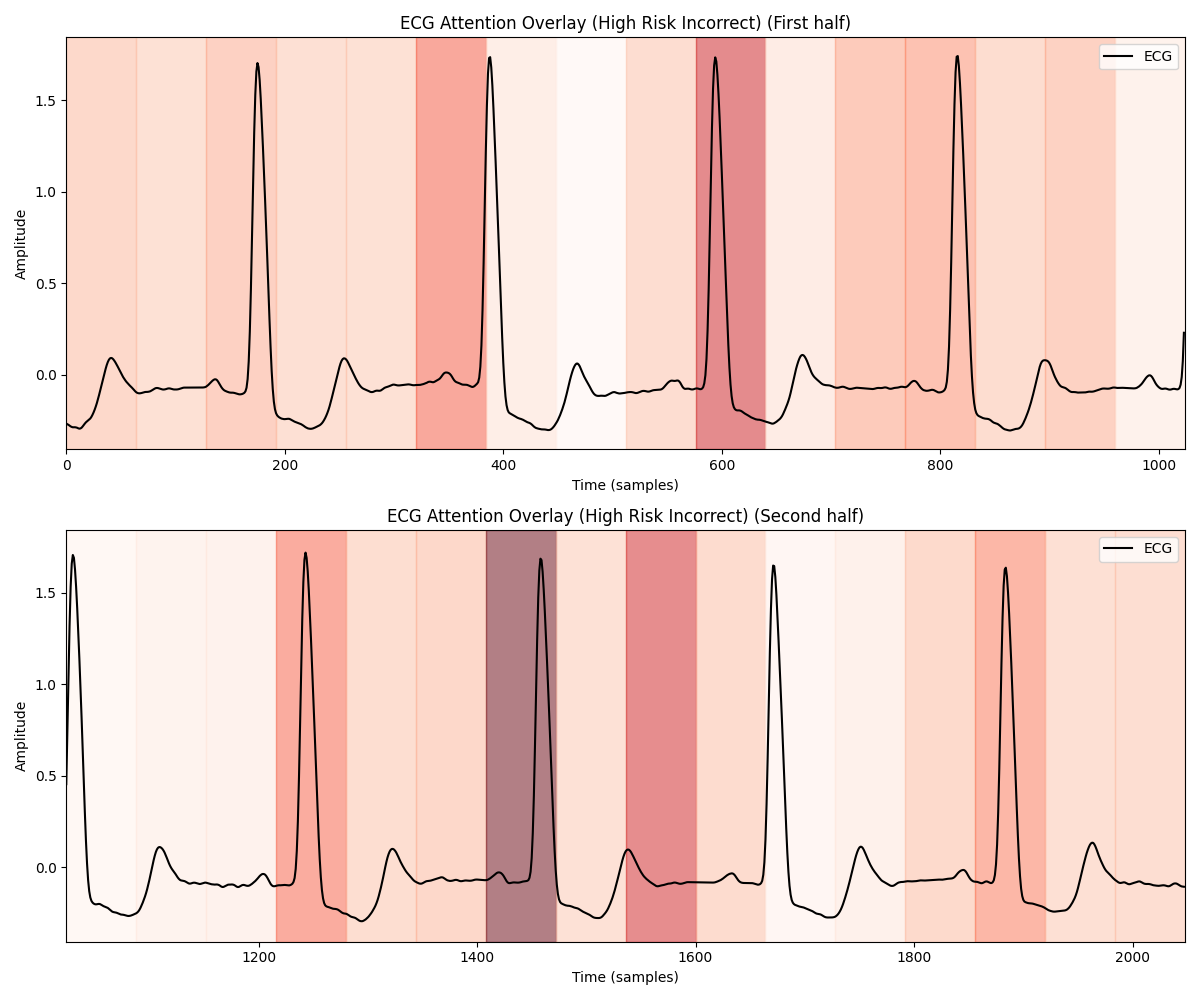 ECG Attention Overlay (High Risk Incorrect) (First half)
ECG
Amplitude
1.5
1.0
0.5
0.0
0 200 400 600 800 1000
Time (samples)
ECG Attention Overlay (High Risk Incorrect) (Second half)
ECG
Amplitude
1.5
1.0
0.5
0.0
1200 1400 1600 1800 2000
Time (samples)